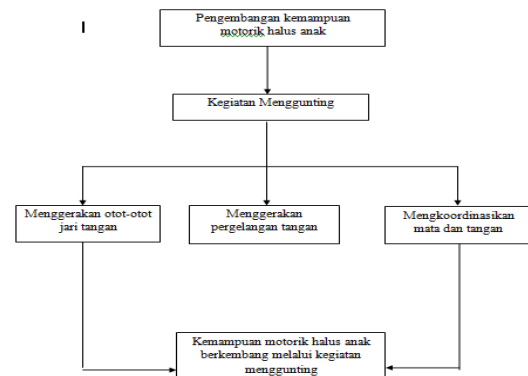 Pengembangan kemampuan
motorik halus anak
Kegiatan Menggunting
Menggerakan otot-otot
jari tangan
Menggerakan
pergelangan tangan
Mengkoordinasikan
mata dan tangan
Kemampuan motorik halus anak
berkembang melalui kegiatan
menggunting